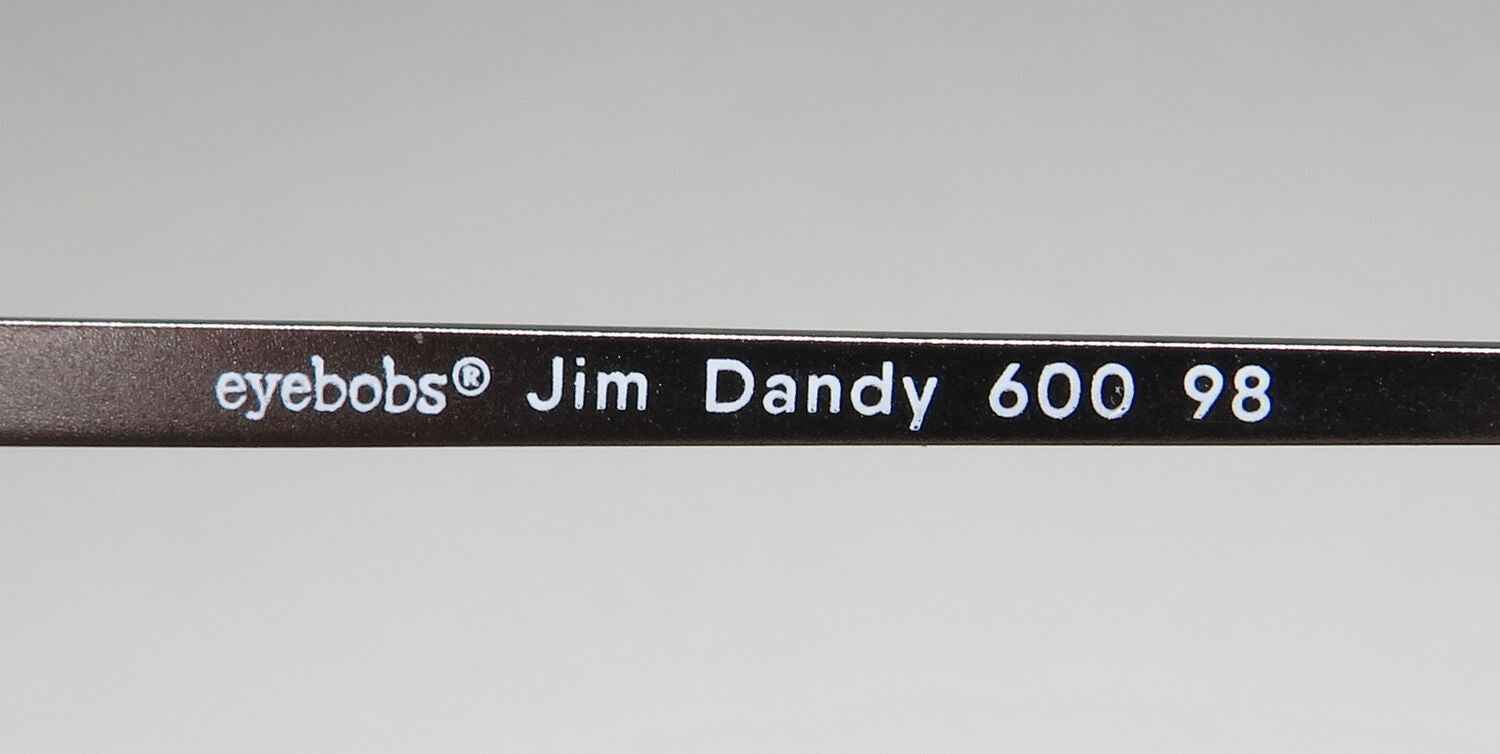 eyebobs® Jim Dandy 600 98